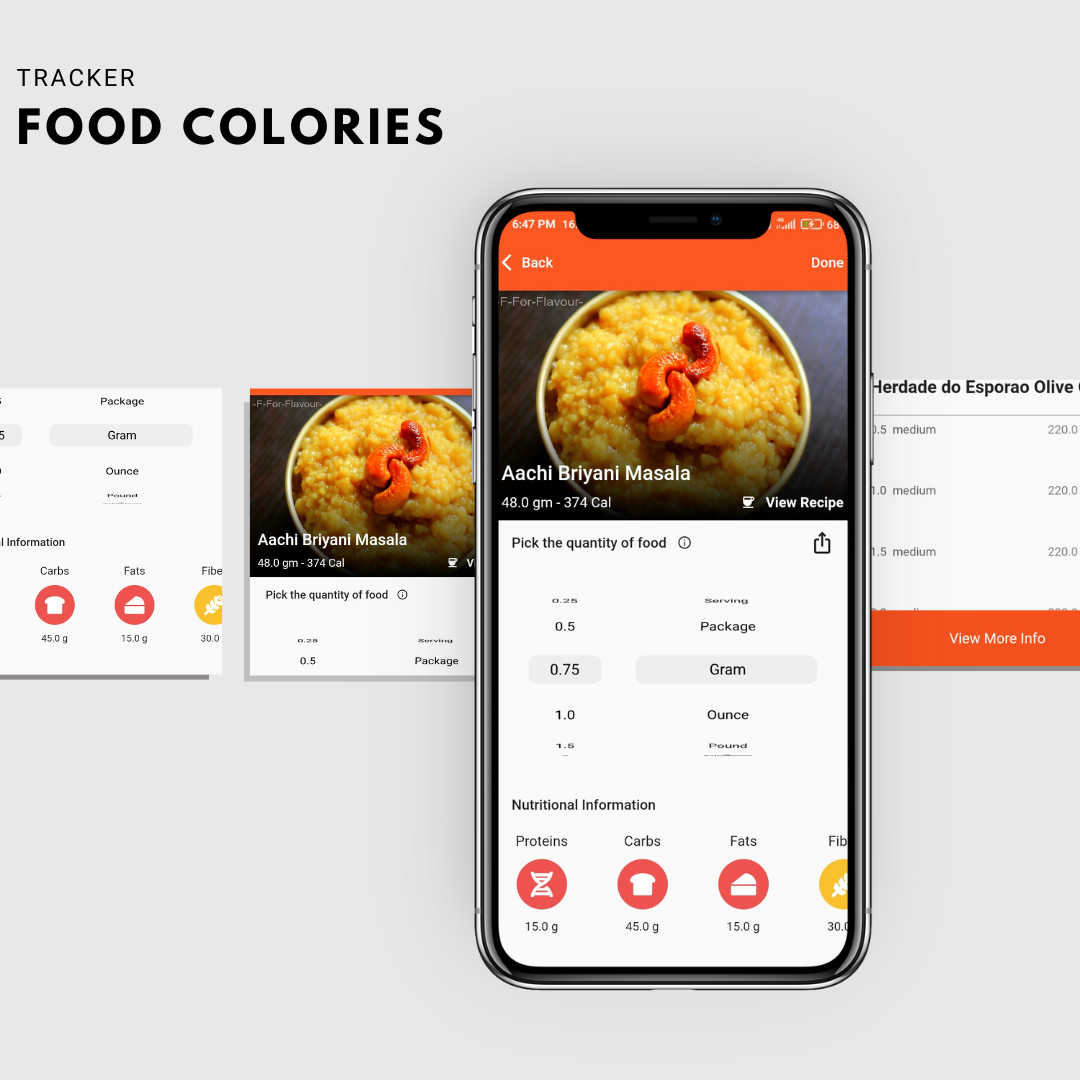 TRACKER
FOOD COLORIES
6:47 PM 16.
4G
68
Back
Done
-F-For-Flavour-
Aachi Briyani Masala
48.0 gm - 374 Cal
View Recipe
Pick the quantity of food
0.25 Serving
0.5 Package
0.75 Gram
1.0 Ounce
1.5 Pound
Nutritional Information
Proteins Carbs Fats Fib
15.0 g 45.0 g 15.0 g 30.0
Package
5 Gram
Ounce
Pound
l Information
Carbs Fats Fibe
45.0 g 15.0 g 30.0
-F-For-Flavour-
Aachi Briyani Masala
48.0 gm - 374 Cal
V
Pick the quantity of food
0.25 Serving
0.5 Package
Herdade do Esporao Olive
0.5 medium 220.0
1.0 medium 220.0
1.5 medium 220.0
View More Info